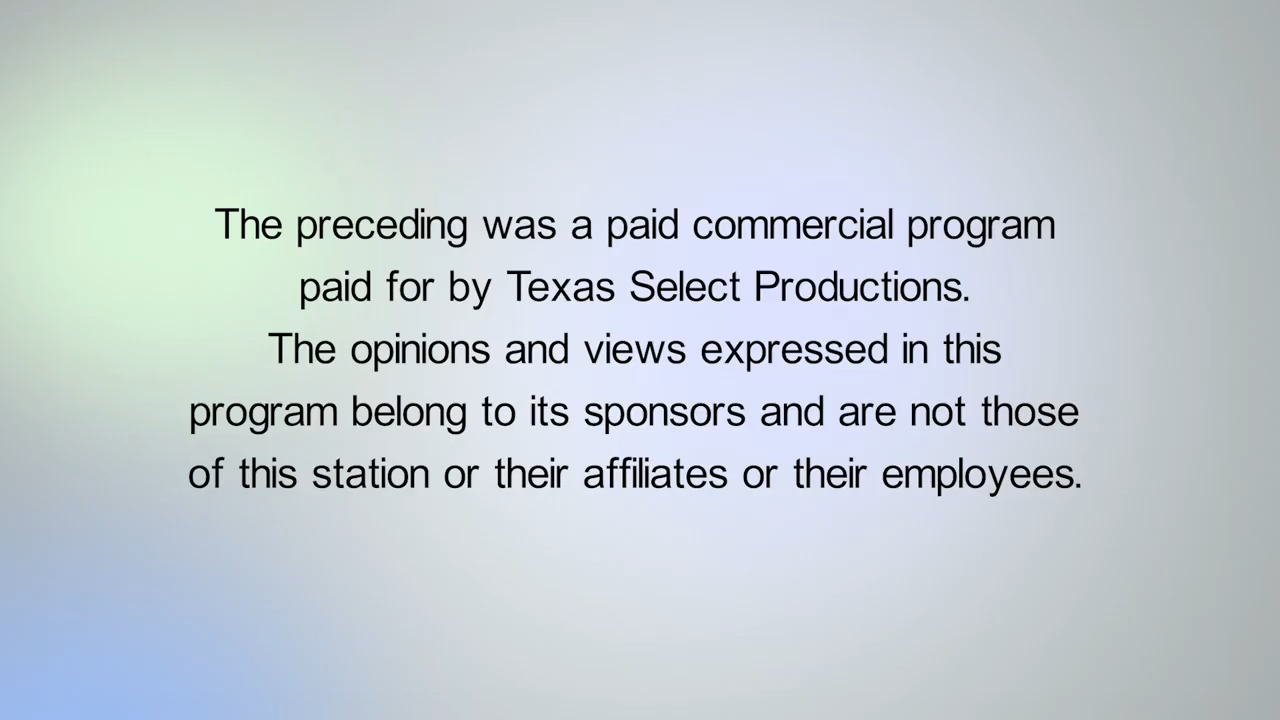 The preceding was a paid commercial program
paid for by Texas Select Productions.
The opinions and views expressed in this
program belong to its sponsors and are not those
of this station or their affiliates or their employees.